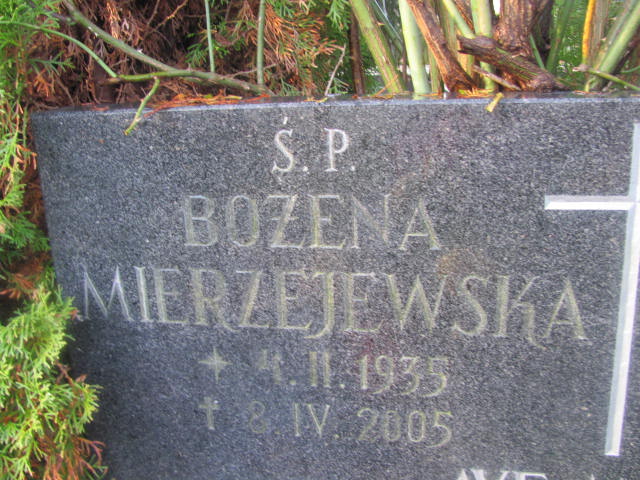 Ś. P.
BOŻENA
MIERZEJEWSKA
* 4. II. 1935
† 8. IV. 2005